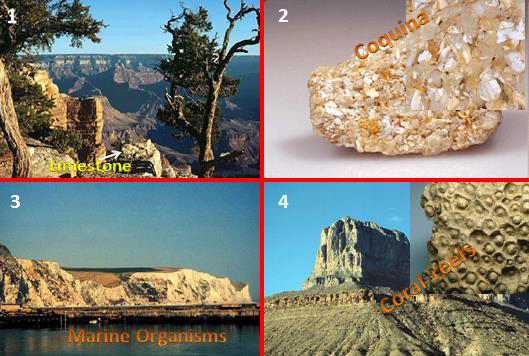 1
Limestone
2
Coquina
3
Marine Organisms
4
Coral reefs